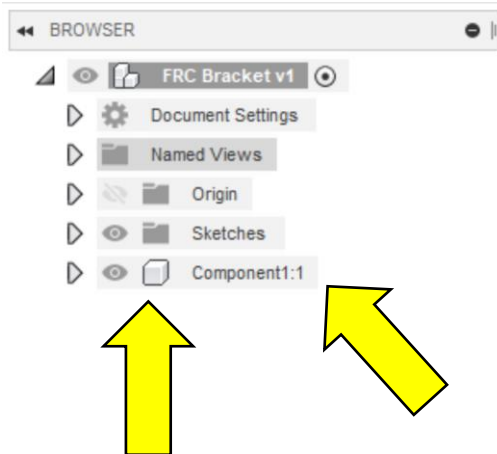 BROWSER
FRC Bracket v1
Document Settings
Named Views
Origin
Sketches
Component1:1